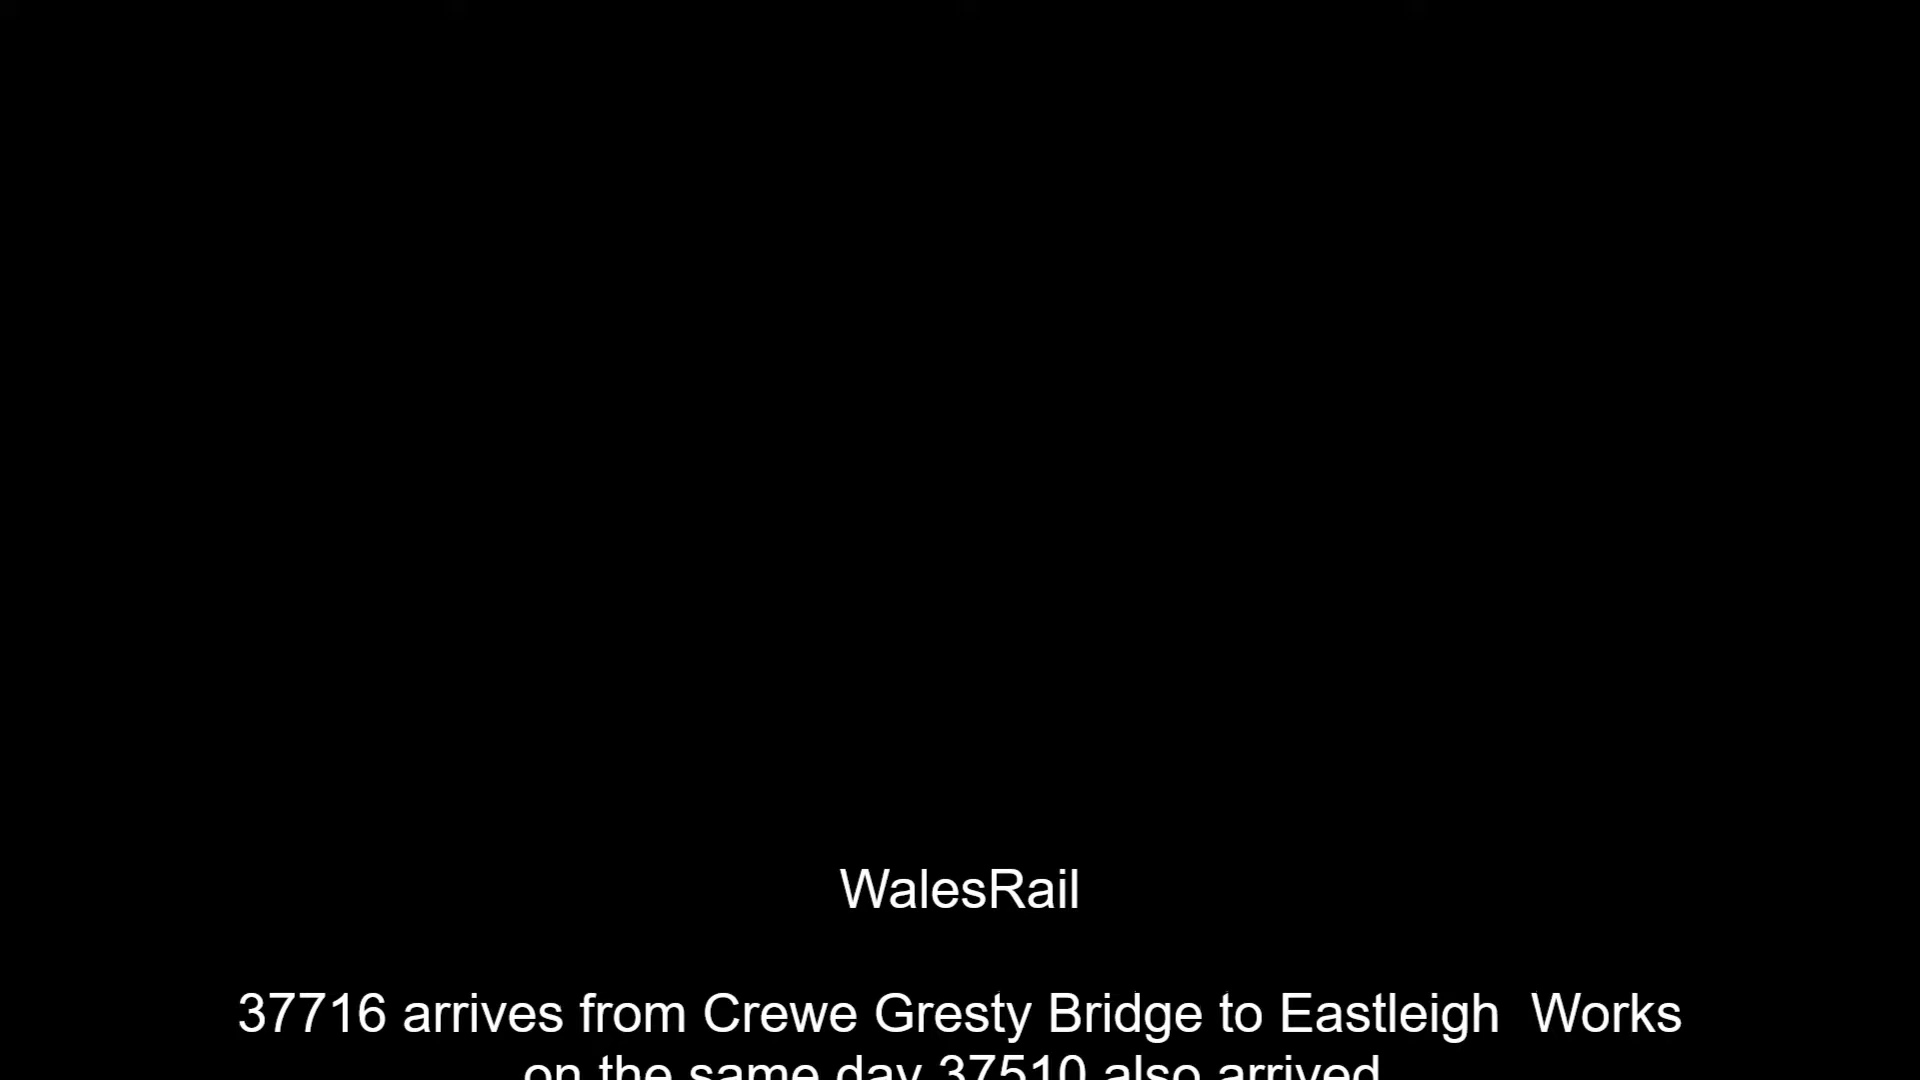 WalesRail
37716 arrives from Crewe Gresty Bridge to Eastleigh  Works
on the same day 37510 also arrived